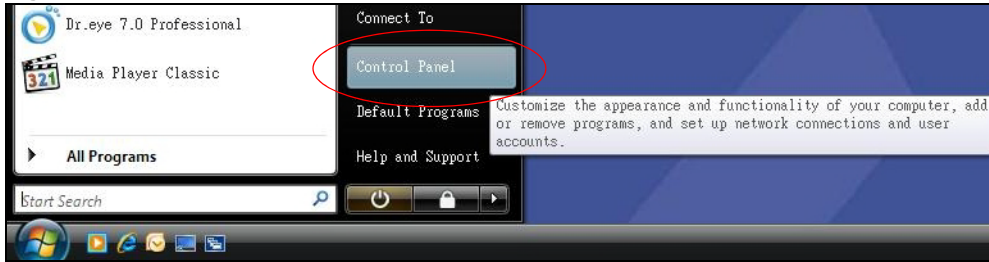 Dr.eye 7.0 Professional
Connect To
321
Media Player Classic
Control Panel
Default Programs
Customize the appearance and functionality of your computer, add
or remove programs, and set up network connections and user
accounts.
All Programs
Help and Support
Start Search